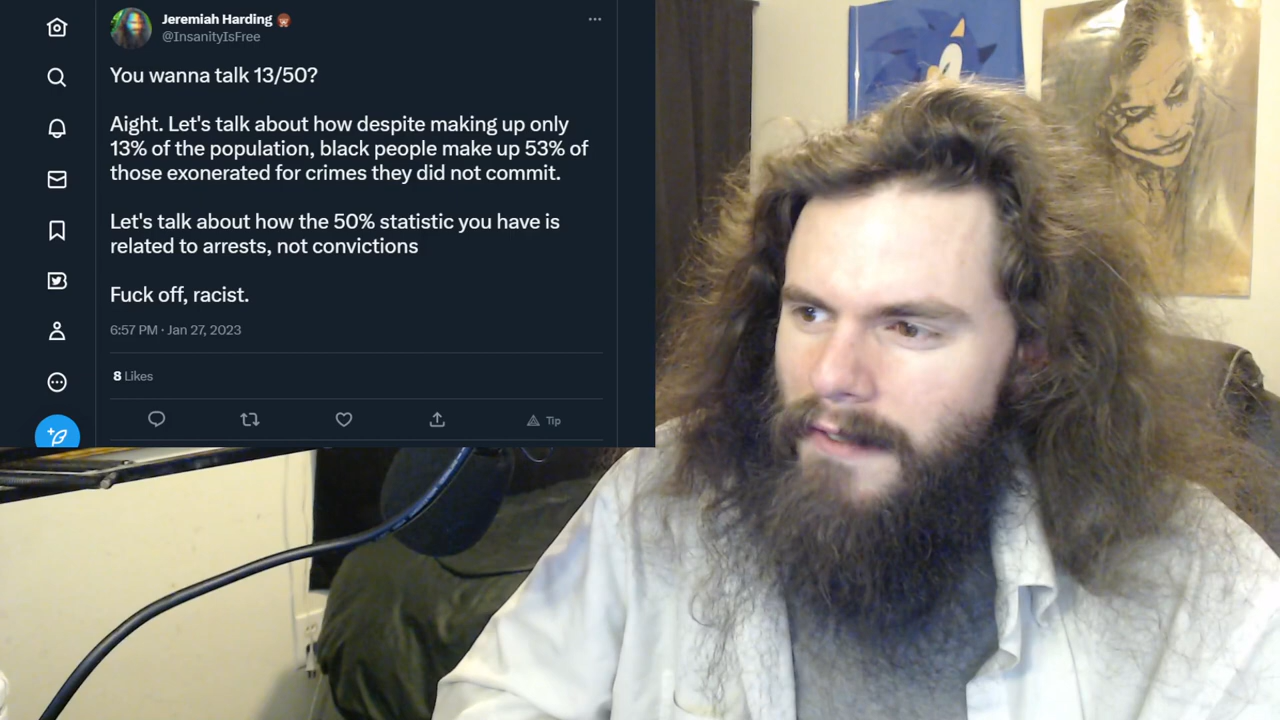 Jeremiah Harding
@InsanityIsFree
You wanna talk 13/50?
Aight. Let's talk about how despite making up only
13% of the population, black people make up 53% of
those exonerated for crimes they did not commit.
Let's talk about how the 50% statistic you have is
related to arrests, not convictions
Fuck off, racist.
6:57 PM · Jan 27, 2023
8 Likes
Tip